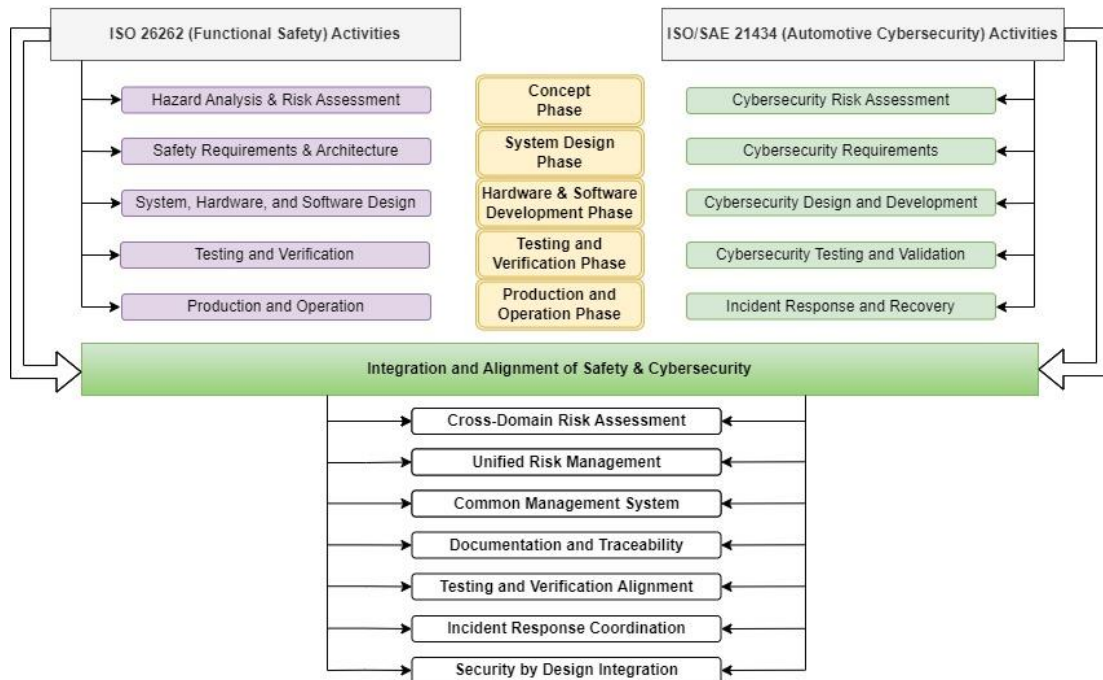 ISO 26262 (Functional Safety) Activities
ISO/SAE 21434 (Automotive Cybersecurity) Activities
Hazard Analysis & Risk Assessment
Concept
Phase
Cybersecurity Risk Assessment
Safety Requirements & Architecture
System Design
Phase
Cybersecurity Requirements
System, Hardware, and Software Design
Hardware & Software
Development Phase
Cybersecurity Design and Development
Testing and Verification
Testing and
Verification Phase
Cybersecurity Testing and Validation
Production and Operation
Production and
Operation Phase
Incident Response and Recovery
Integration and Alignment of Safety & Cybersecurity
Cross-Domain Risk Assessment
Unified Risk Management
Common Management System
Documentation and Traceability
Testing and Verification Alignment
Incident Response Coordination
Security by Design Integration